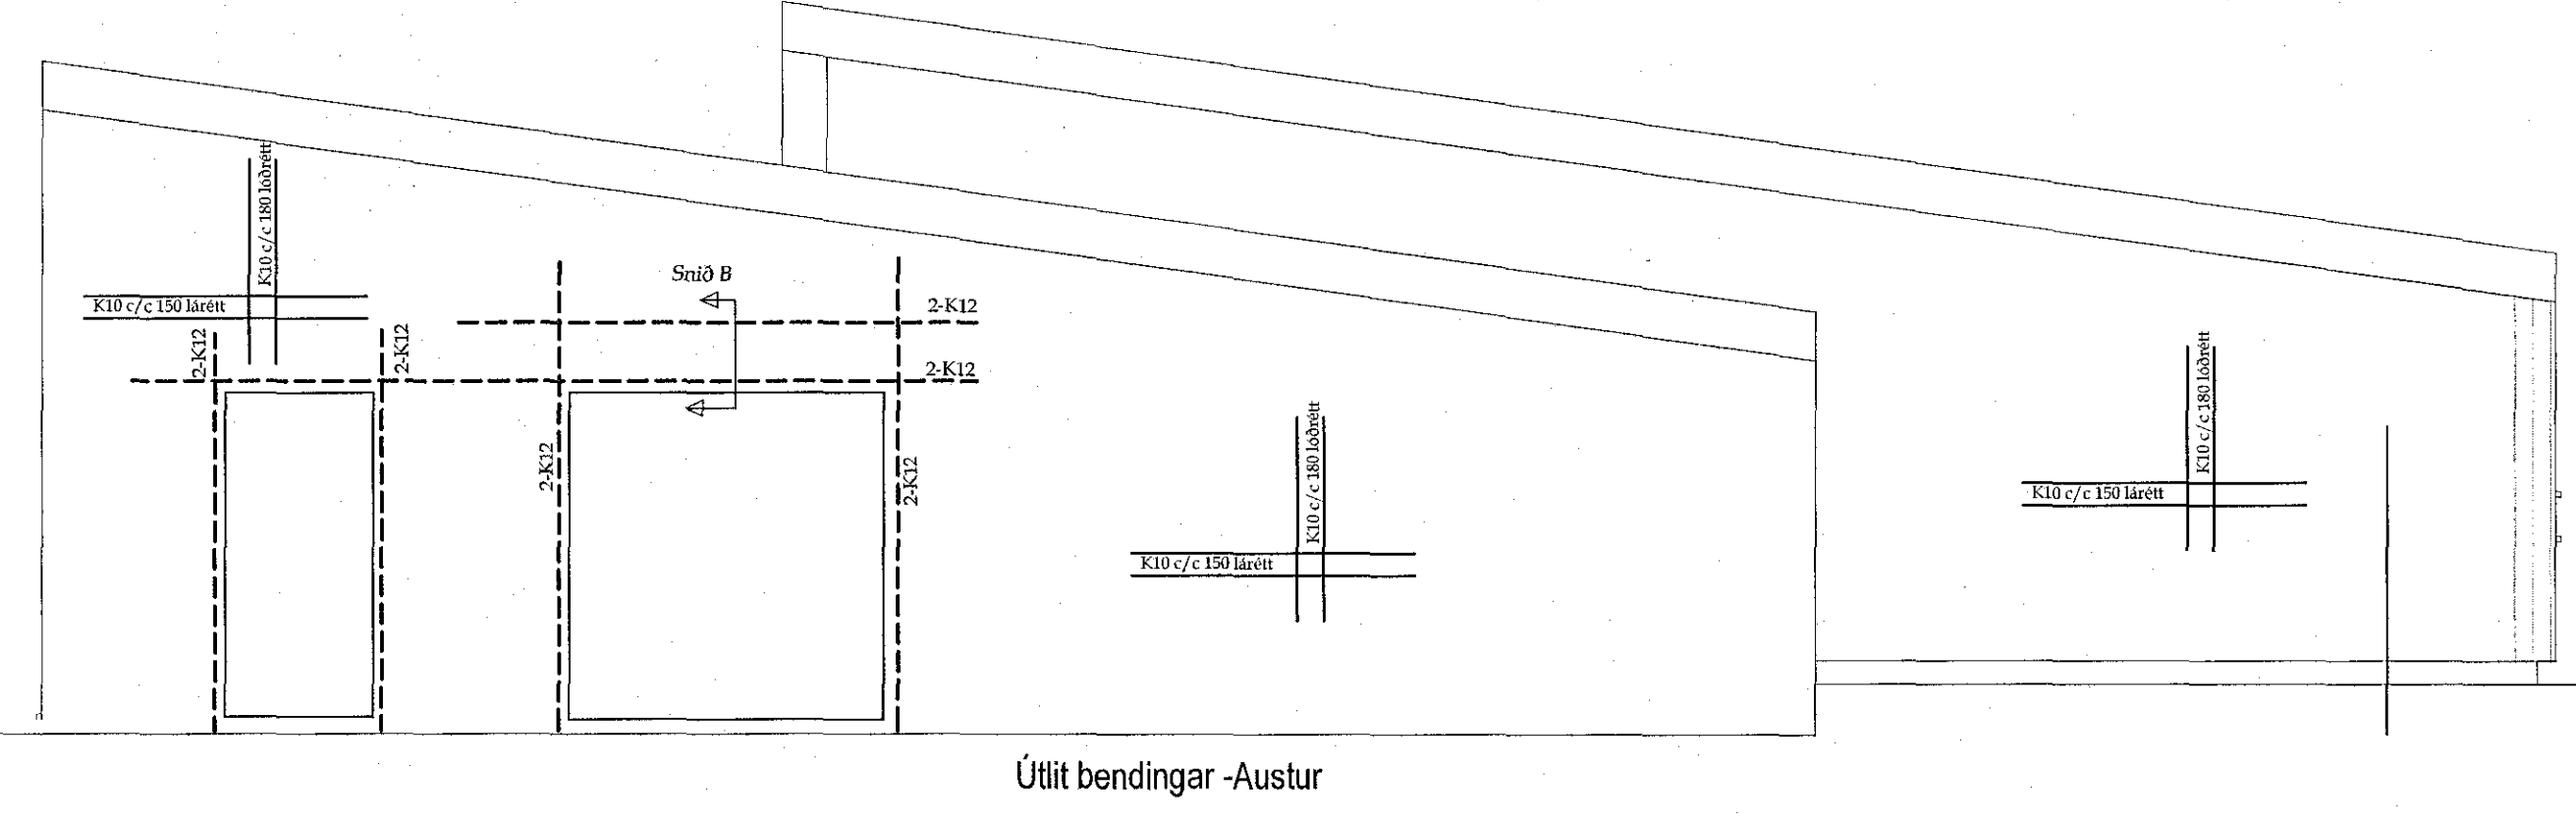 K10 c/c 180 lóðrétt
K10 c/c 150 lárétt
2-K12
2-K12
Snið B
2-K12
2-K12
2-K12
2-K12
K10 c/c 180 lóðrétt
K10 c/c 150 lárétt
K10 c/c 180 lóðrétt
K10 c/c 150 lárétt
Útlit bendingar -Austur